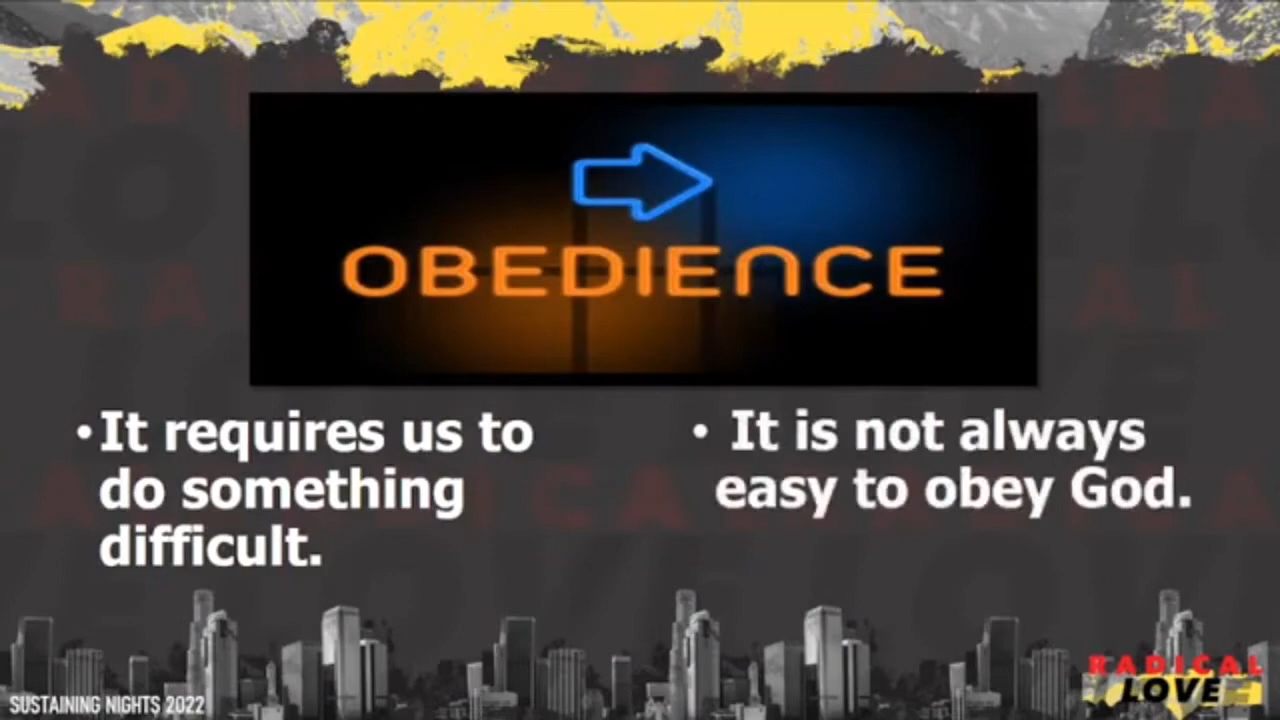 OBEDIENCE
•It requires us to
do something
difficult.
• It is not always
easy to obey God.
SUSTAINING NIGHTS 2022
RADICAL
LOVE